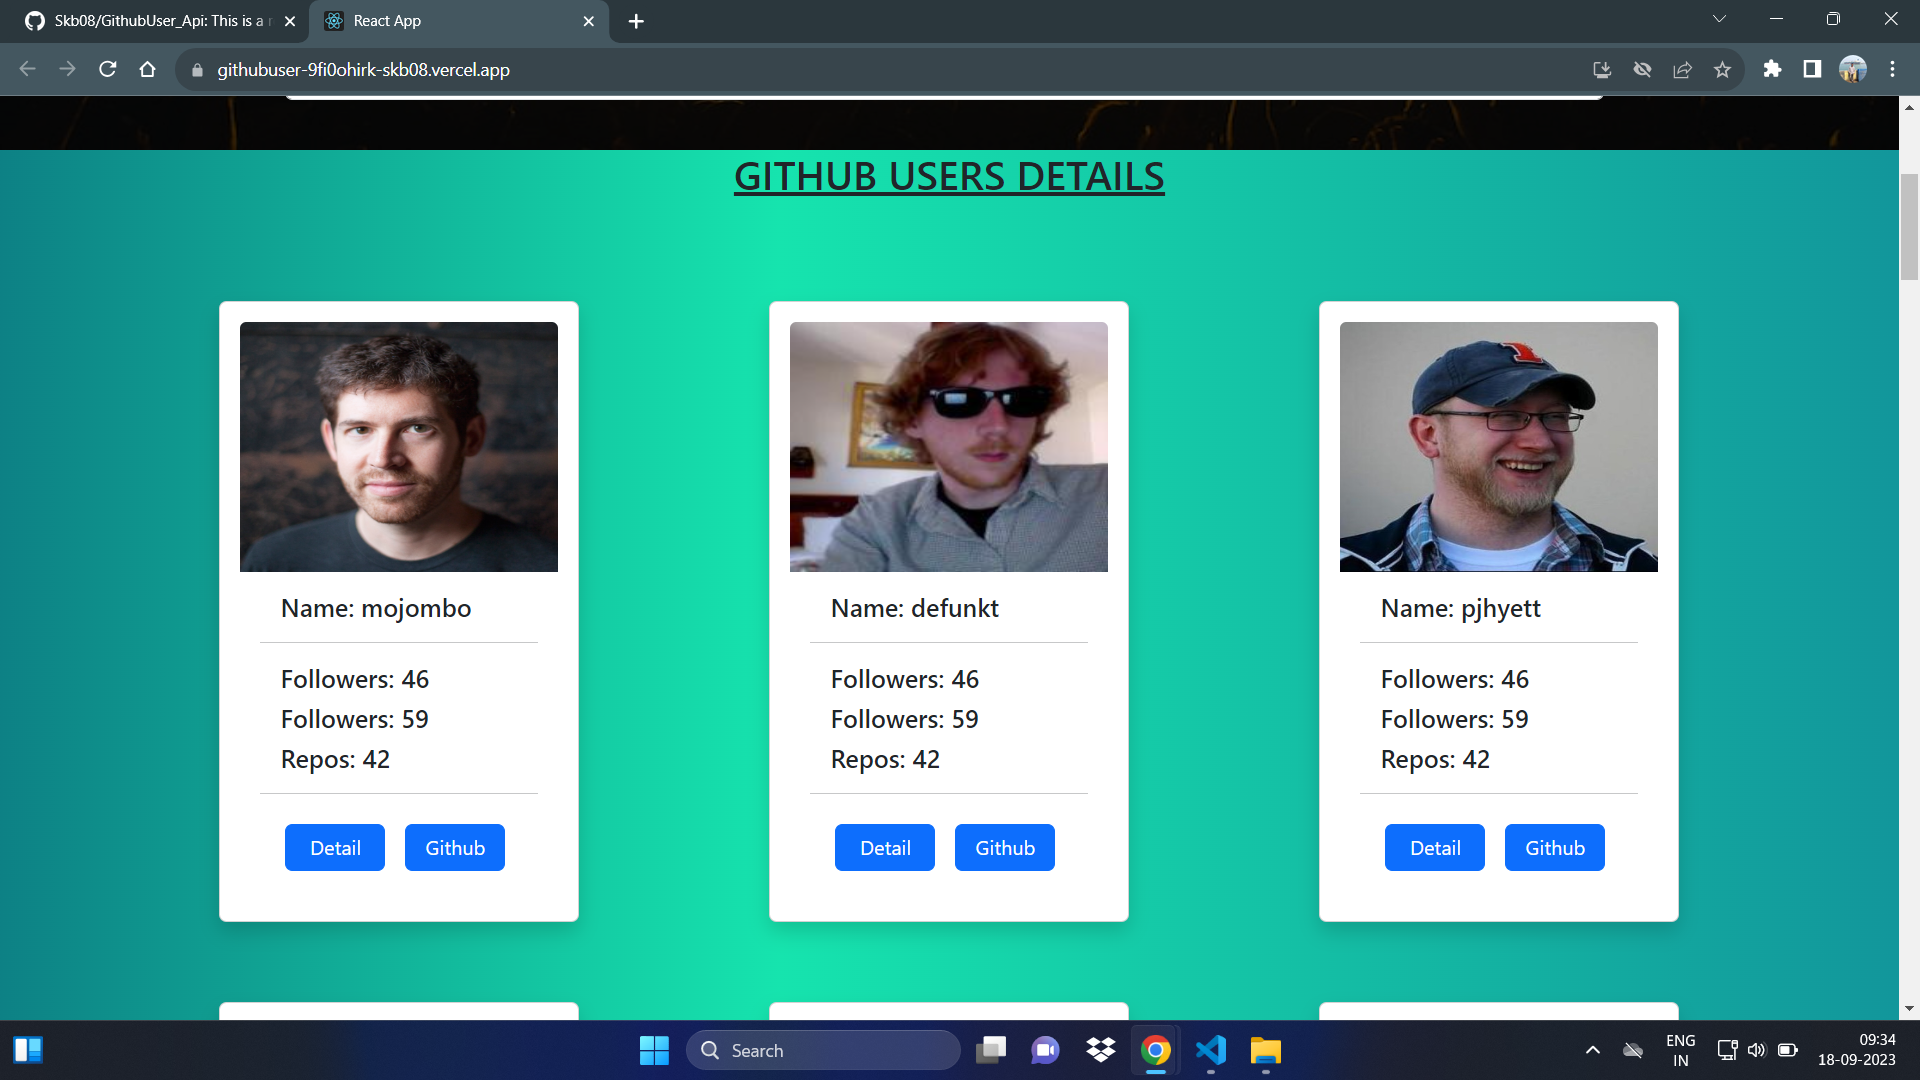 Skb08/GithubUser_Api: This is a r
React App
githubuser-9fi0ohirk-skb08.vercel.app
GITHUB USERS DETAILS
Name: mojombo
Followers: 46
Followers: 59
Repos: 42
Detail Github
Name: defunkt
Followers: 46
Followers: 59
Repos: 42
Detail Github
Name: pjhyett
Followers: 46
Followers: 59
Repos: 42
Detail Github
Search
ENG
IN
09:34
18-09-2023